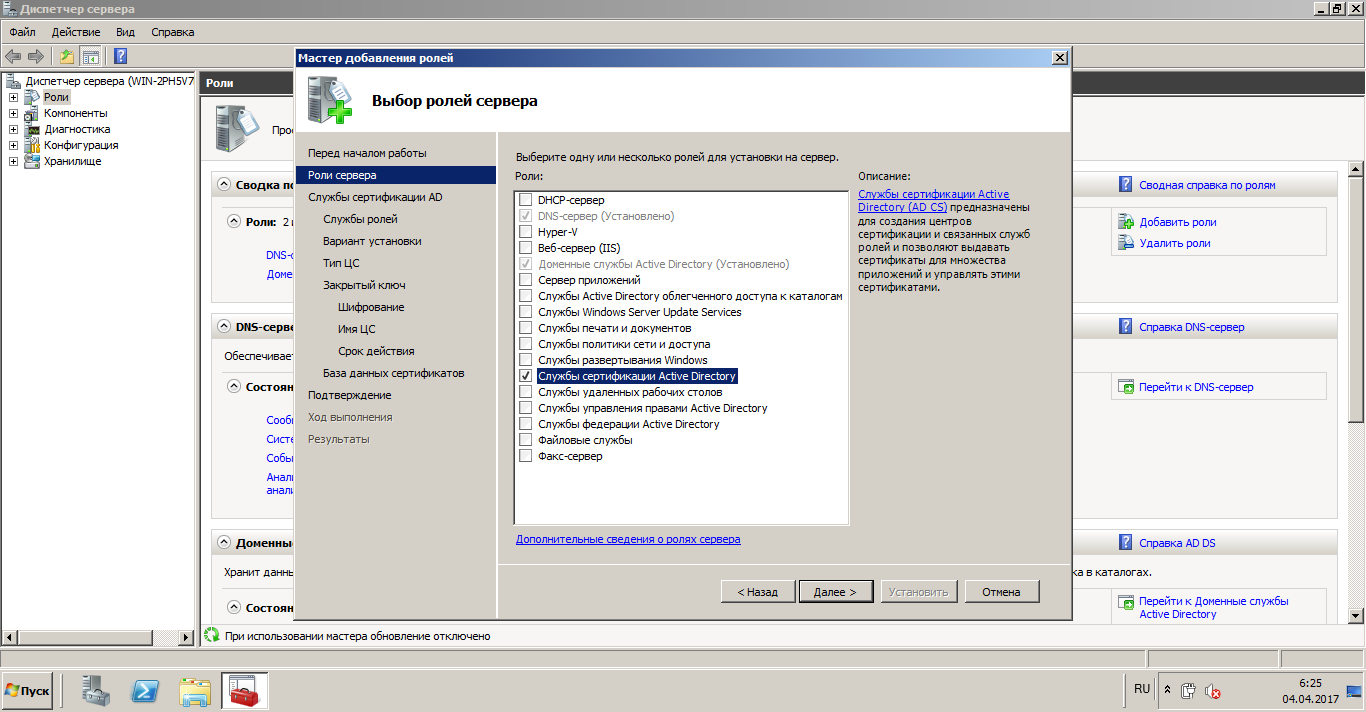 Диспетчер сервера
Файл Действие Вид Справка
Диспетчер сервера (WIN-2PH5V7
Роли
Компоненты
Диагностика
Конфигурация
Хранилище
Роли
Сводка
Роли: 2
DNS-
Доме
DNS-серве
Обеспечивает
Состоян
Сообщ
Систе
Событ
Анали
анали
Доменны
Хранит данны
Состоян
Мастер добавления ролей
Выбор ролей сервера
Перед началом работы
Роли сервера
Службы сертификации AD
Службы ролей
Вариант установки
Тип ЦС
Закрытый ключ
Шифрование
Имя ЦС
Срок действия
База данных сертификатов
Подтверждение
Ход выполнения
Результаты
Выберите одну или несколько ролей для установки на сервер.
Роли:
DHCP-сервер
DNS-сервер (Установлено)
Hyper-V
Веб-сервер (IIS)
Доменные службы Active Directory (Установлено)
Сервер приложений
Службы Active Directory облегченного доступа к каталогам
Службы Windows Server Update Services
Службы печати и документов
Службы политики сети и доступа
Службы развертывания Windows
Службы сертификации Active Directory
Службы удаленных рабочих столов
Службы управления правами Active Directory
Службы федерации Active Directory
Файловые службы
Факс-сервер
Дополнительные сведения о ролях сервера
Описание:
Службы сертификации Active
Directory (AD CS) предназначены
для создания центров
сертификации и связанных служб
ролей и позволяют выдавать
сертификаты для множества
приложений и управлять этими
сертификатами.
< Назад Далее > Установить Отмена
Сводная справка по ролям
Добавить роли
Удалить роли
Справка DNS-сервер
Перейти к DNS-сервер
Справка AD DS
ка в каталогах.
Перейти к Доменные службы
Active Directory
При использовании мастера обновление отключено
Пуск
RU
6:25
04.04.2017